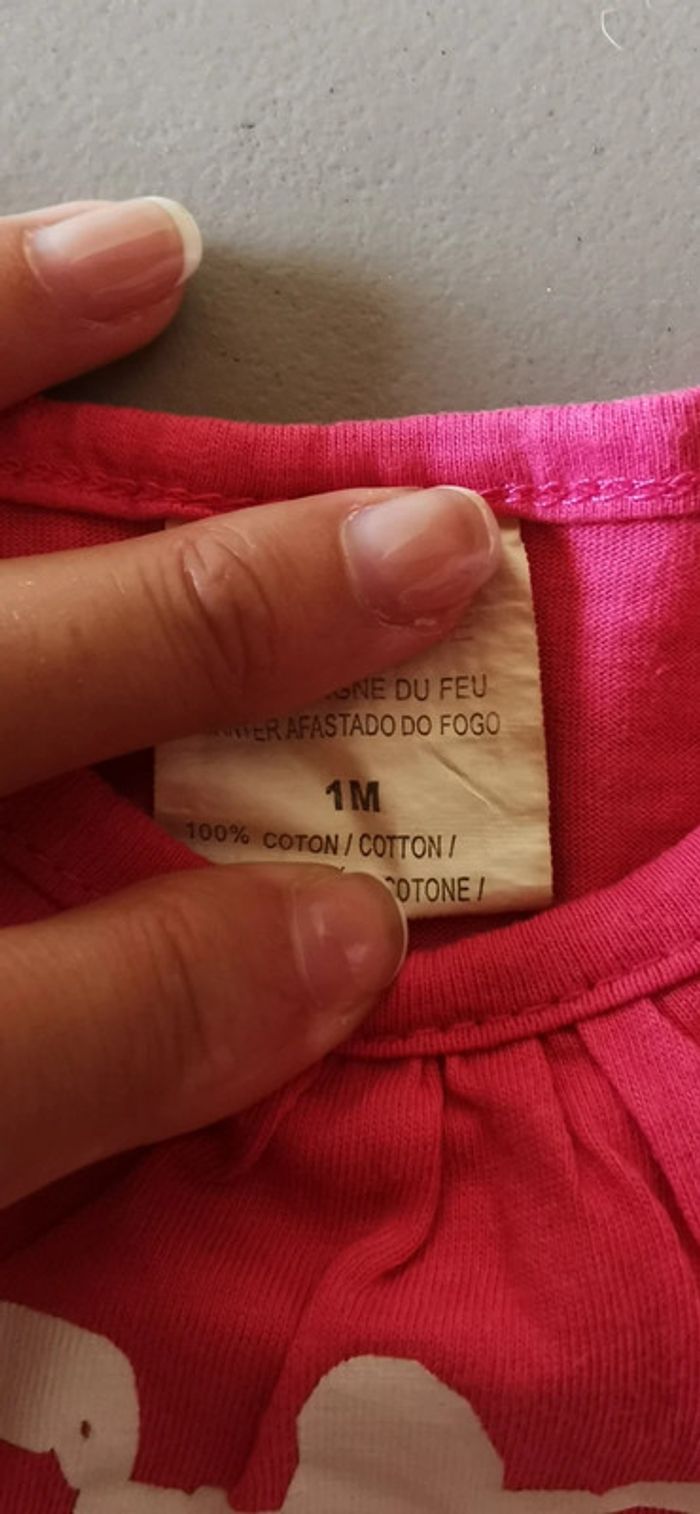 DU FEU
AFASTADO DO FOGO
1M
100% COTON / COTTON /
COTONE /